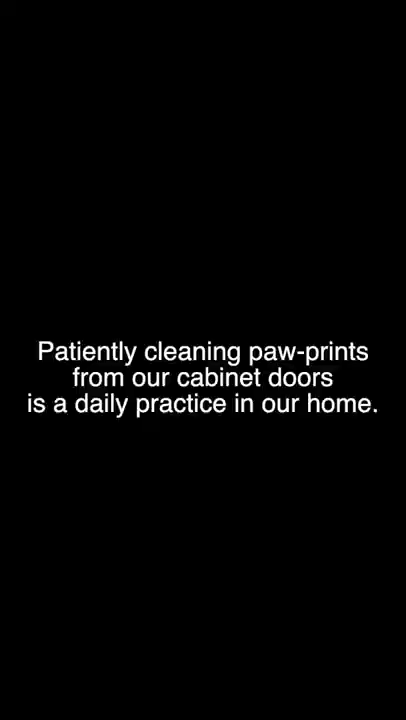 Patiently cleaning paw-prints
from our cabinet doors
is a daily practice in our home.